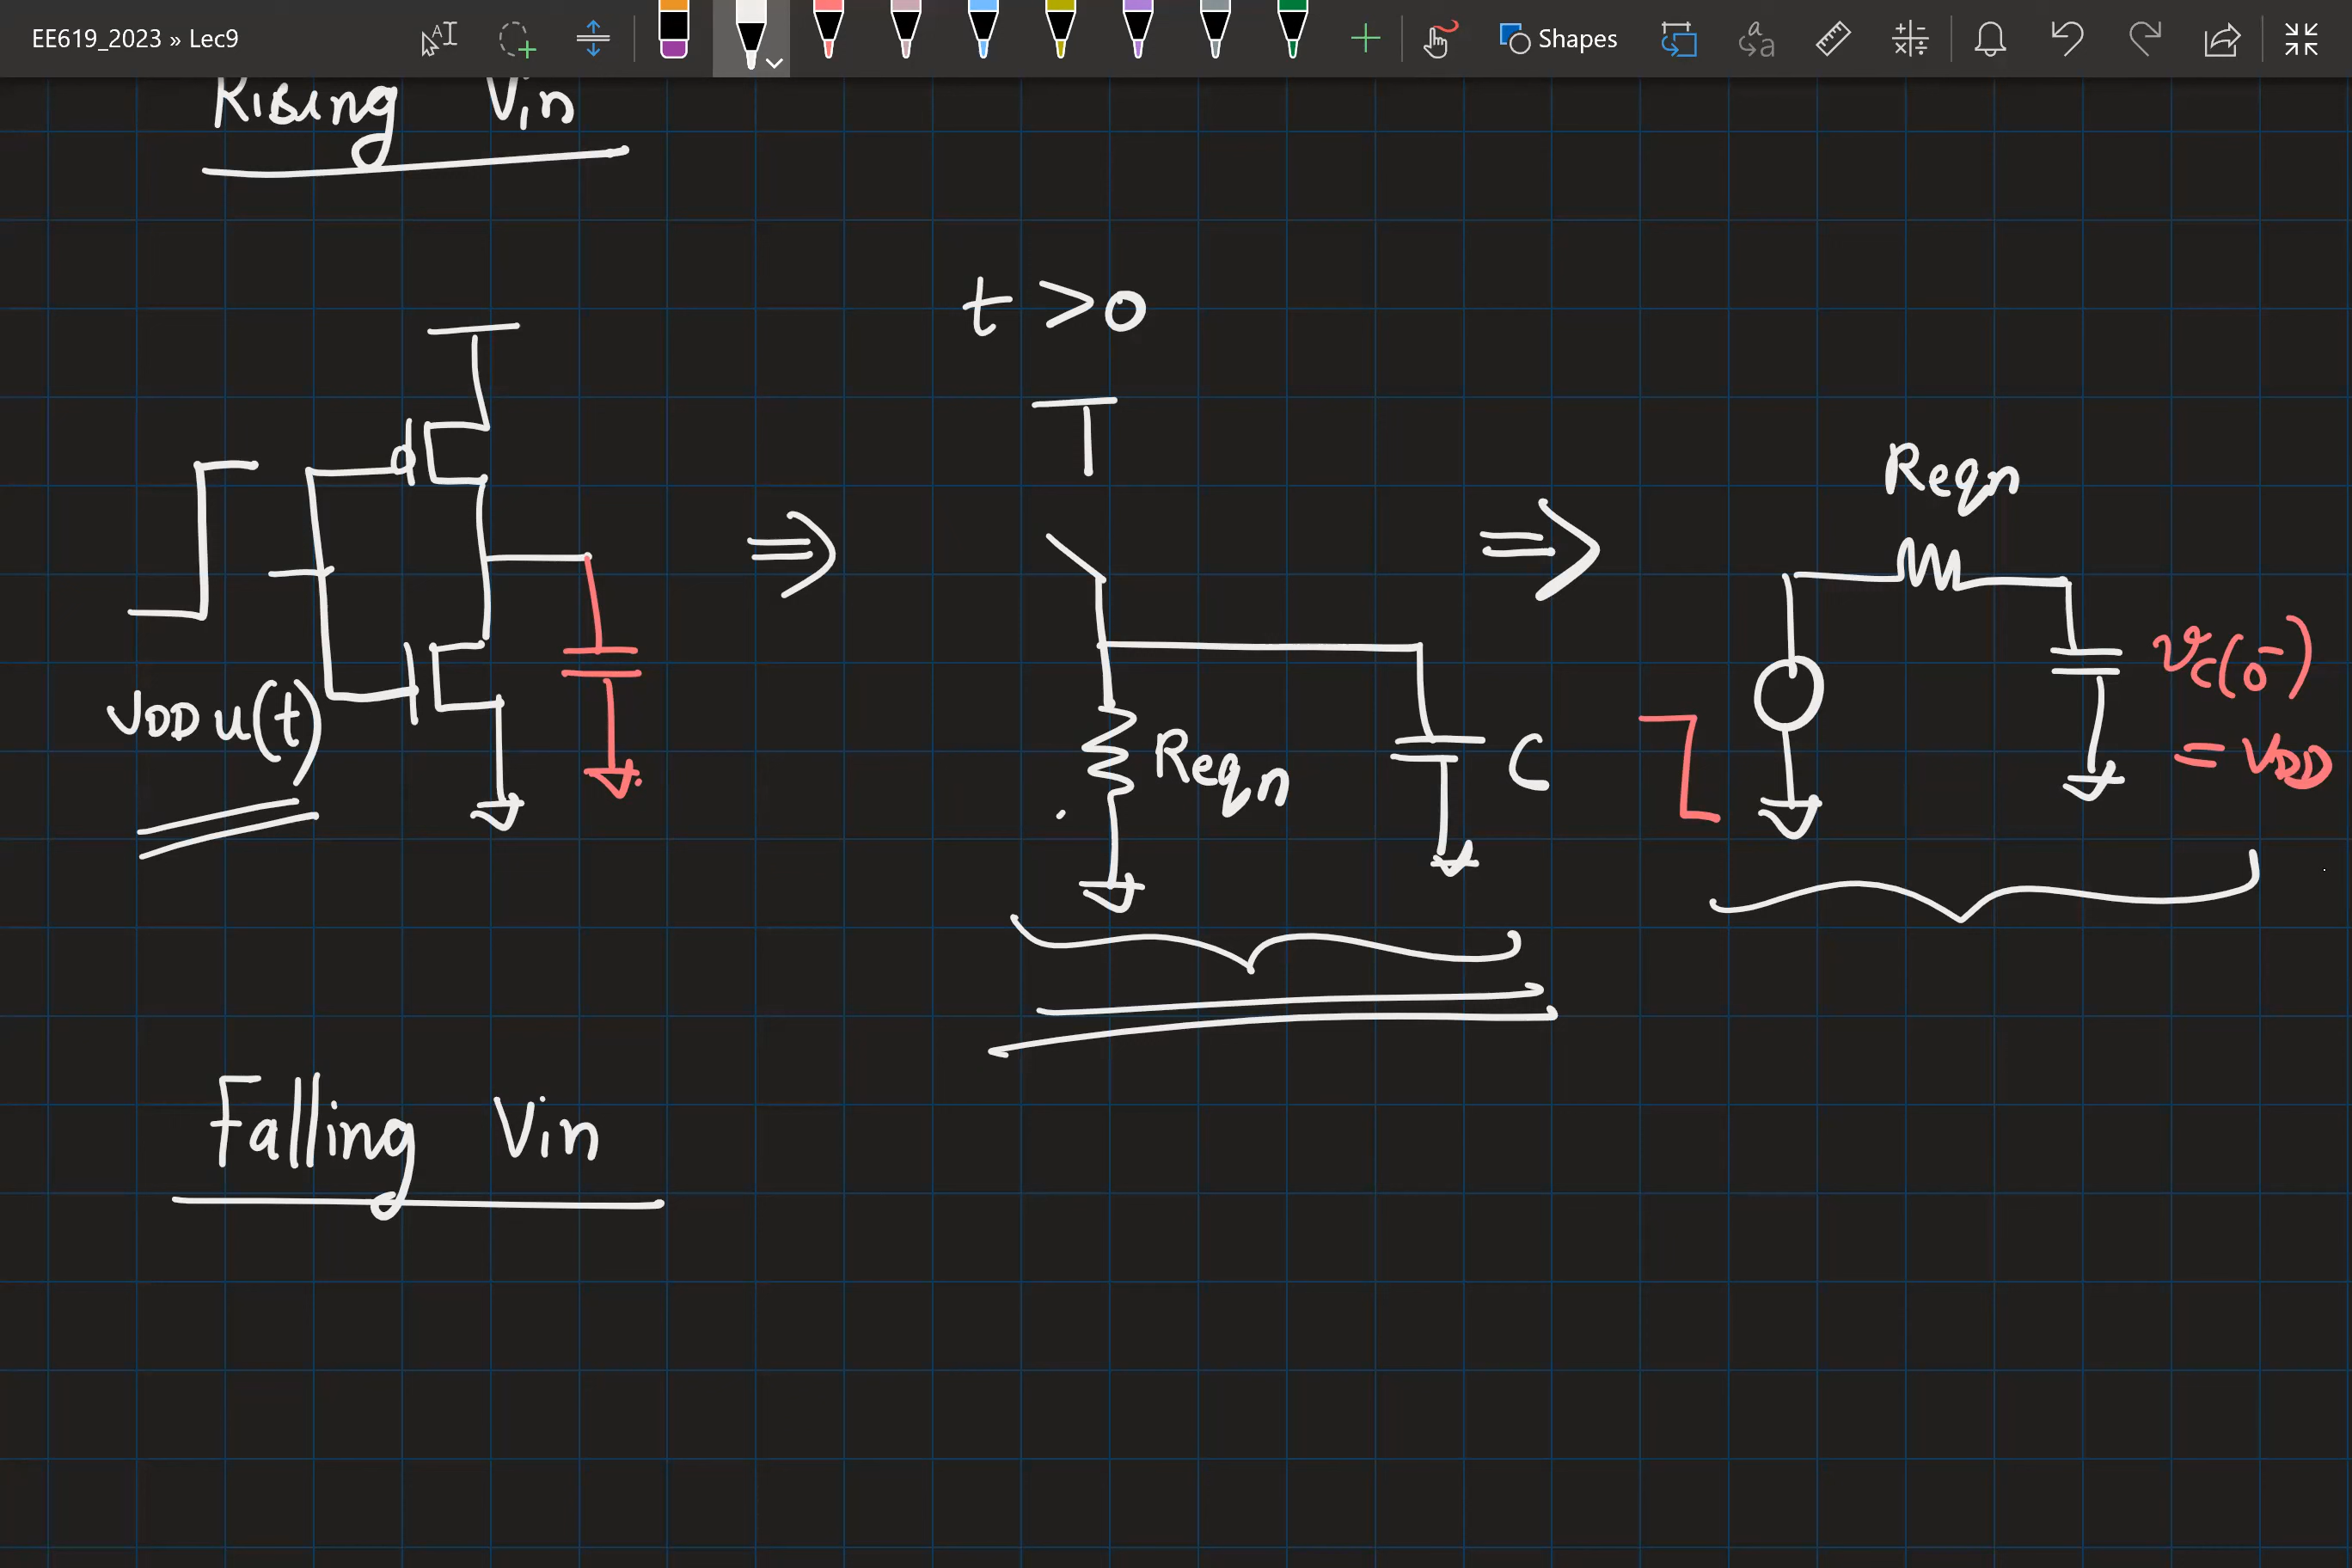 EE619_2023 » Lec9
Shapes
Rising Vin
t > 0
Reqn
VDD u(t)
Reqn
C
vc(0⁻)
= VDD
Falling Vin